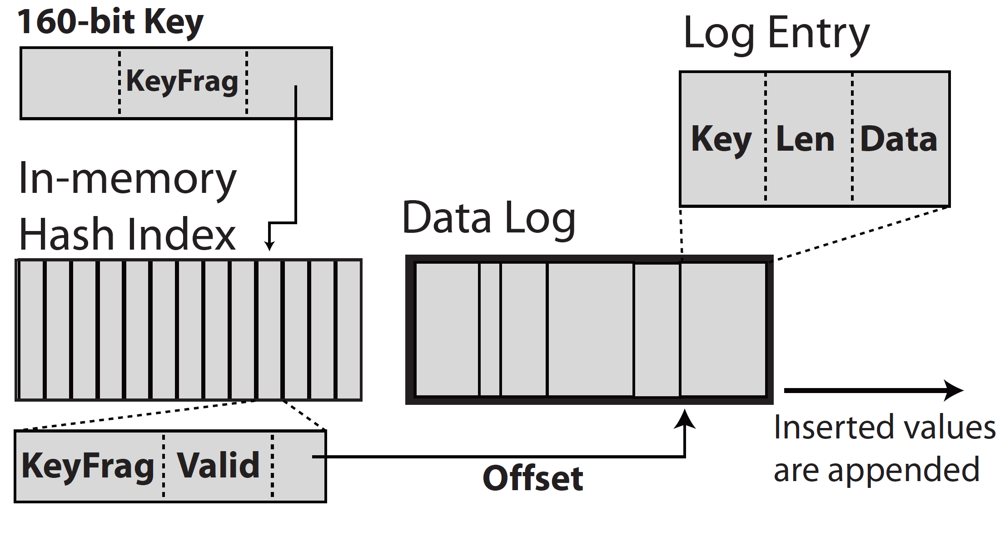 160-bit Key
KeyFrag
In-memory
Hash Index
KeyFrag Valid
Offset
Data Log
Log Entry
Key Len Data
Inserted values
are appended